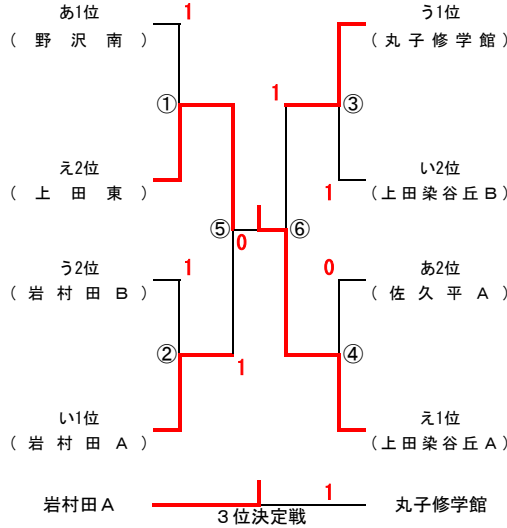 あ1位 1 う1位
( 野 沢 南 ) ( 丸 子 修 学 館 )
1
① ③
え2位 い2位
( 上 田 東 ) 1 ( 上 田 染 谷 丘 B )
⑤ ⑥
0
う2位 1 0 あ2位
( 岩 村 田 B ) ( 佐 久 平 A )
② ④
1
い1位 え1位
( 岩 村 田 A ) ( 上 田 染 谷 丘 A )
岩村田A 1 丸子修学館
3位決定戦